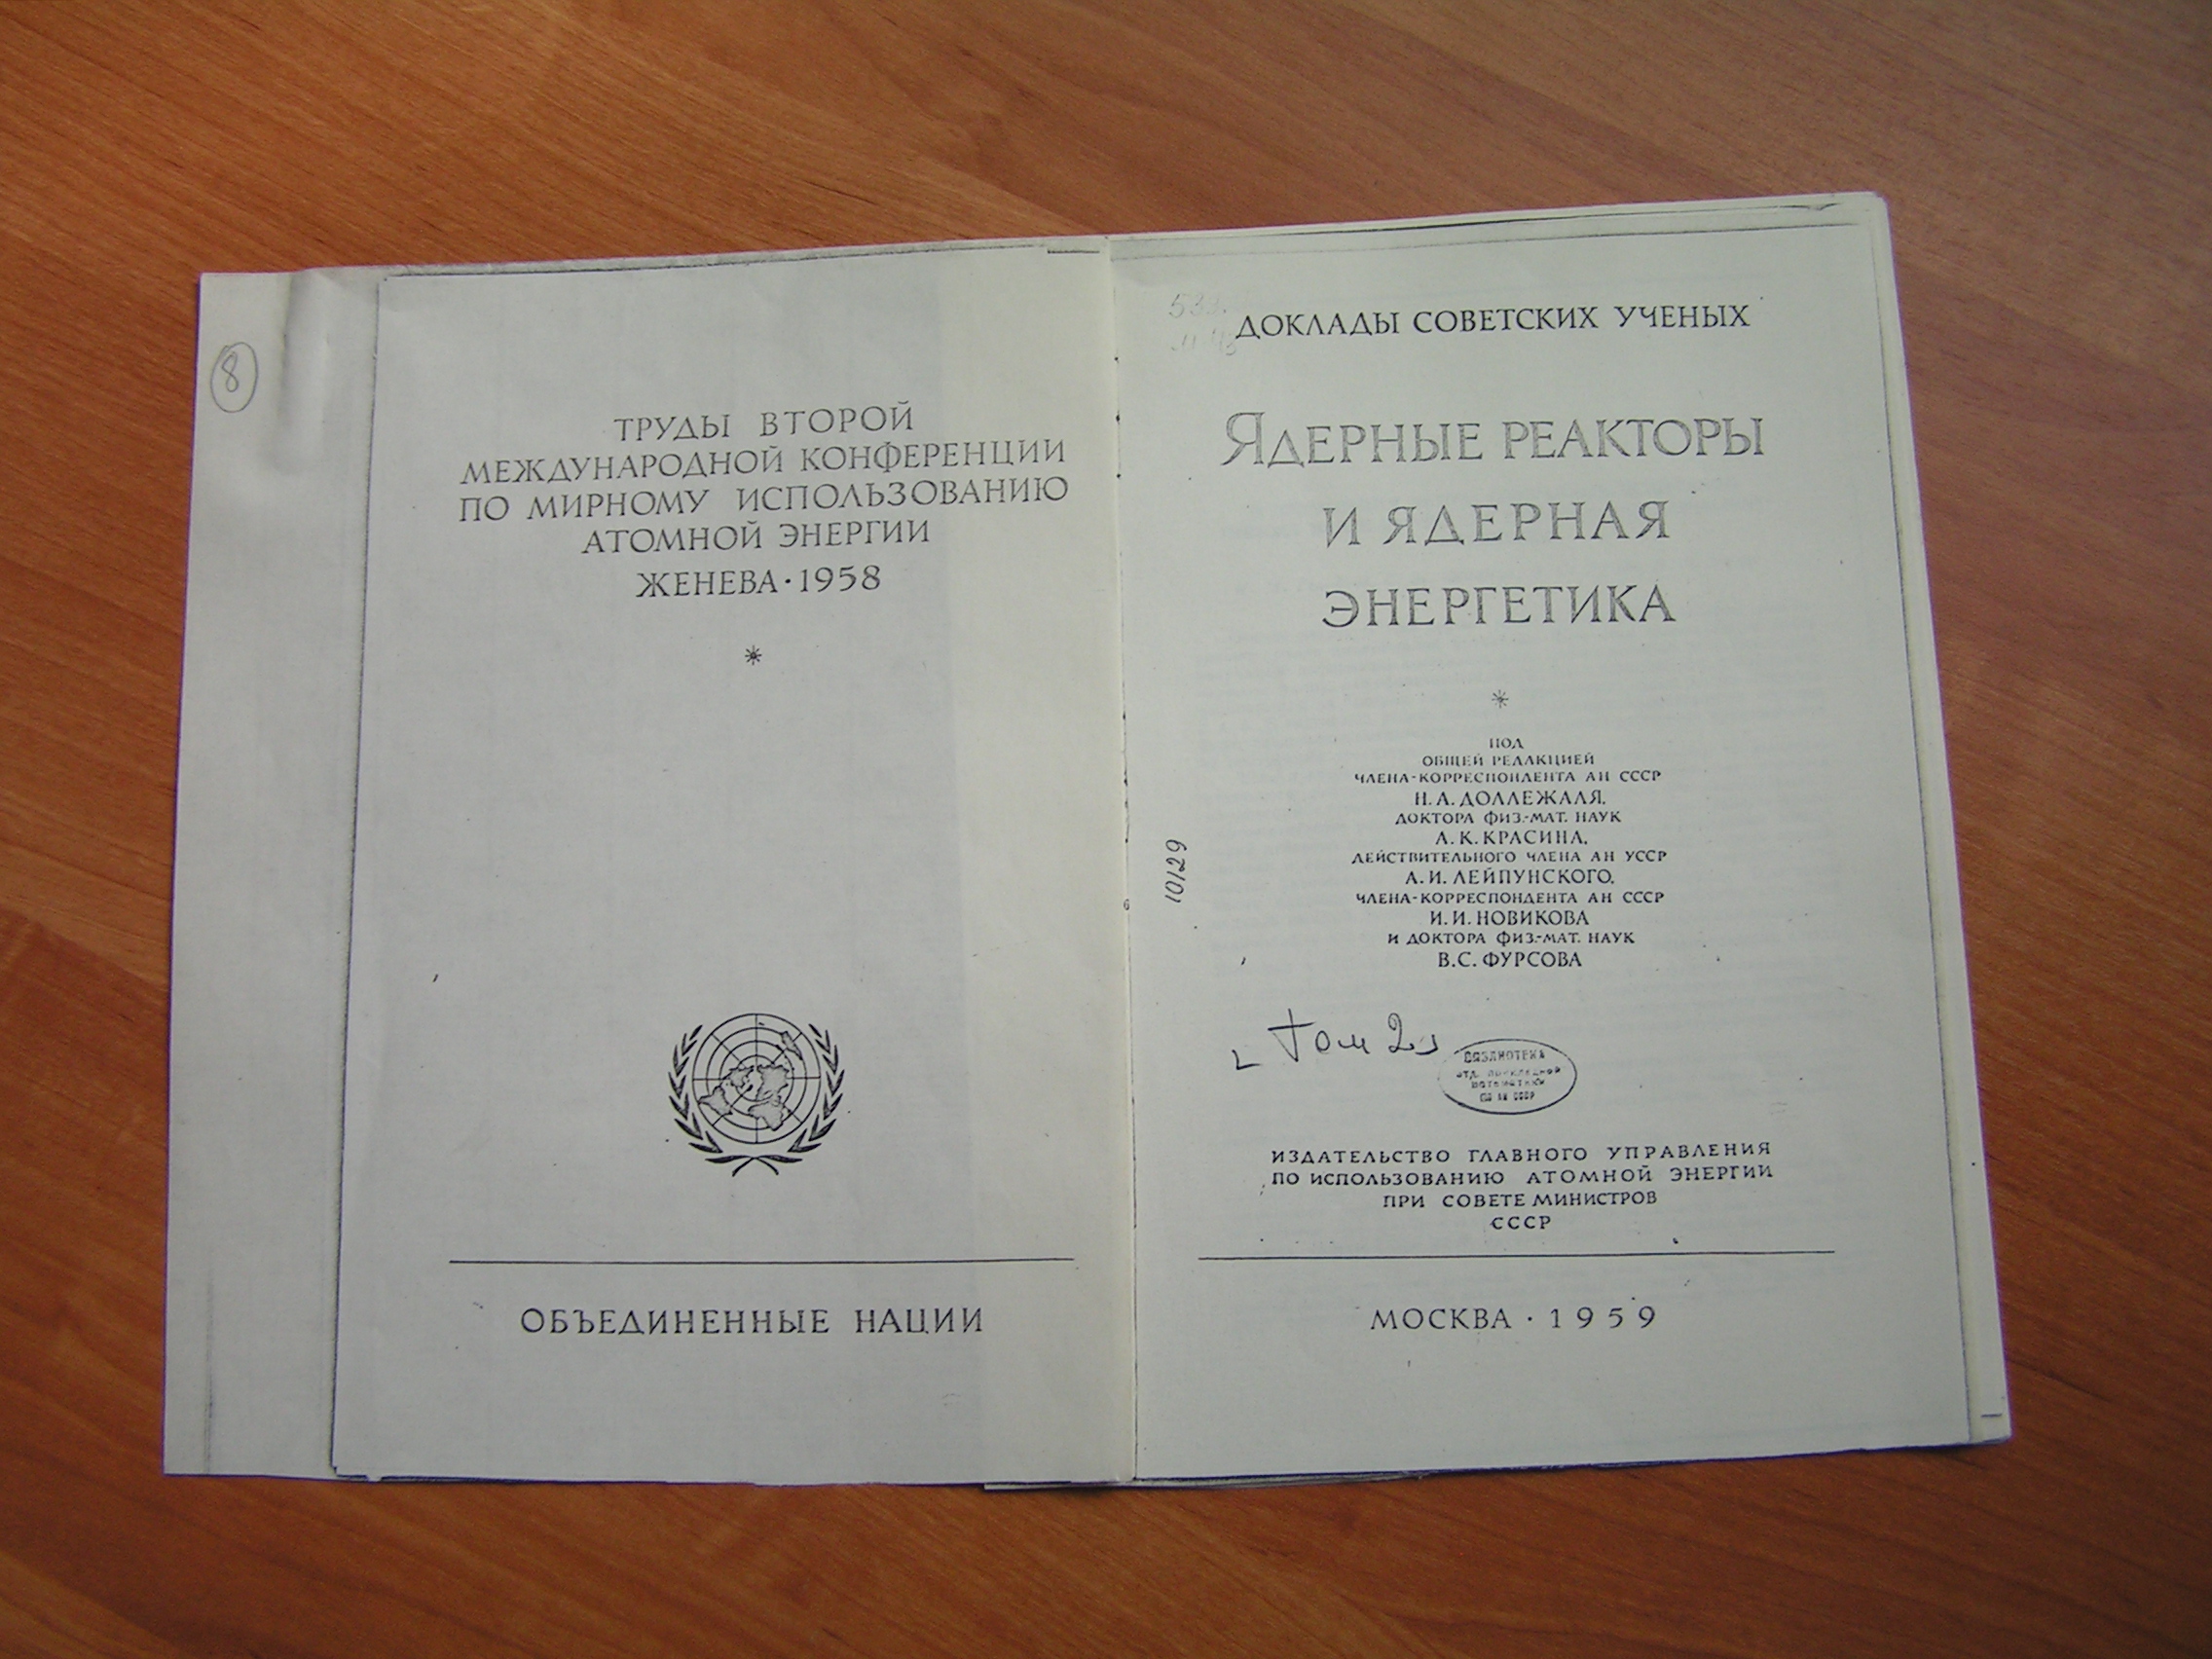 8
ТРУДЫ ВТОРОЙ
МЕЖДУНАРОДНОЙ КОНФЕРЕНЦИИ
ПО МИРНОМУ ИСПОЛЬЗОВАНИЮ
АТОМНОЙ ЭНЕРГИИ
ЖЕНЕВА · 1958
*
ОБЪЕДИНЕННЫЕ НАЦИИ
ДОКЛАДЫ СОВЕТСКИХ УЧЕНЫХ
ЯДЕРНЫЕ РЕАКТОРЫ
И ЯДЕРНАЯ
ЭНЕРГЕТИКА
*
ПОД
ОБЩЕЙ РЕДАКЦИЕЙ
ЧЛЕНА-КОРРЕСПОНДЕНТА АН СССР
Н. А. ДОЛЛЕЖАЛЯ,
ДОКТОРА ФИЗ.-МАТ. НАУК
А. К. КРАСИНА,
ДЕЙСТВИТЕЛЬНОГО ЧЛЕНА АН УССР
А. И. ЛЕЙПУНСКОГО,
ЧЛЕНА-КОРРЕСПОНДЕНТА АН СССР
И. И. НОВИКОВА
И ДОКТОРА ФИЗ.-МАТ. НАУК
В. С. ФУРСОВА
10129
Том 2
БИБЛИОТЕКА
АН СССР
ИЗДАТЕЛЬСТВО ГЛАВНОГО УПРАВЛЕНИЯ
ПО ИСПОЛЬЗОВАНИЮ АТОМНОЙ ЭНЕРГИИ
ПРИ СОВЕТЕ МИНИСТРОВ
СССР
МОСКВА · 1959